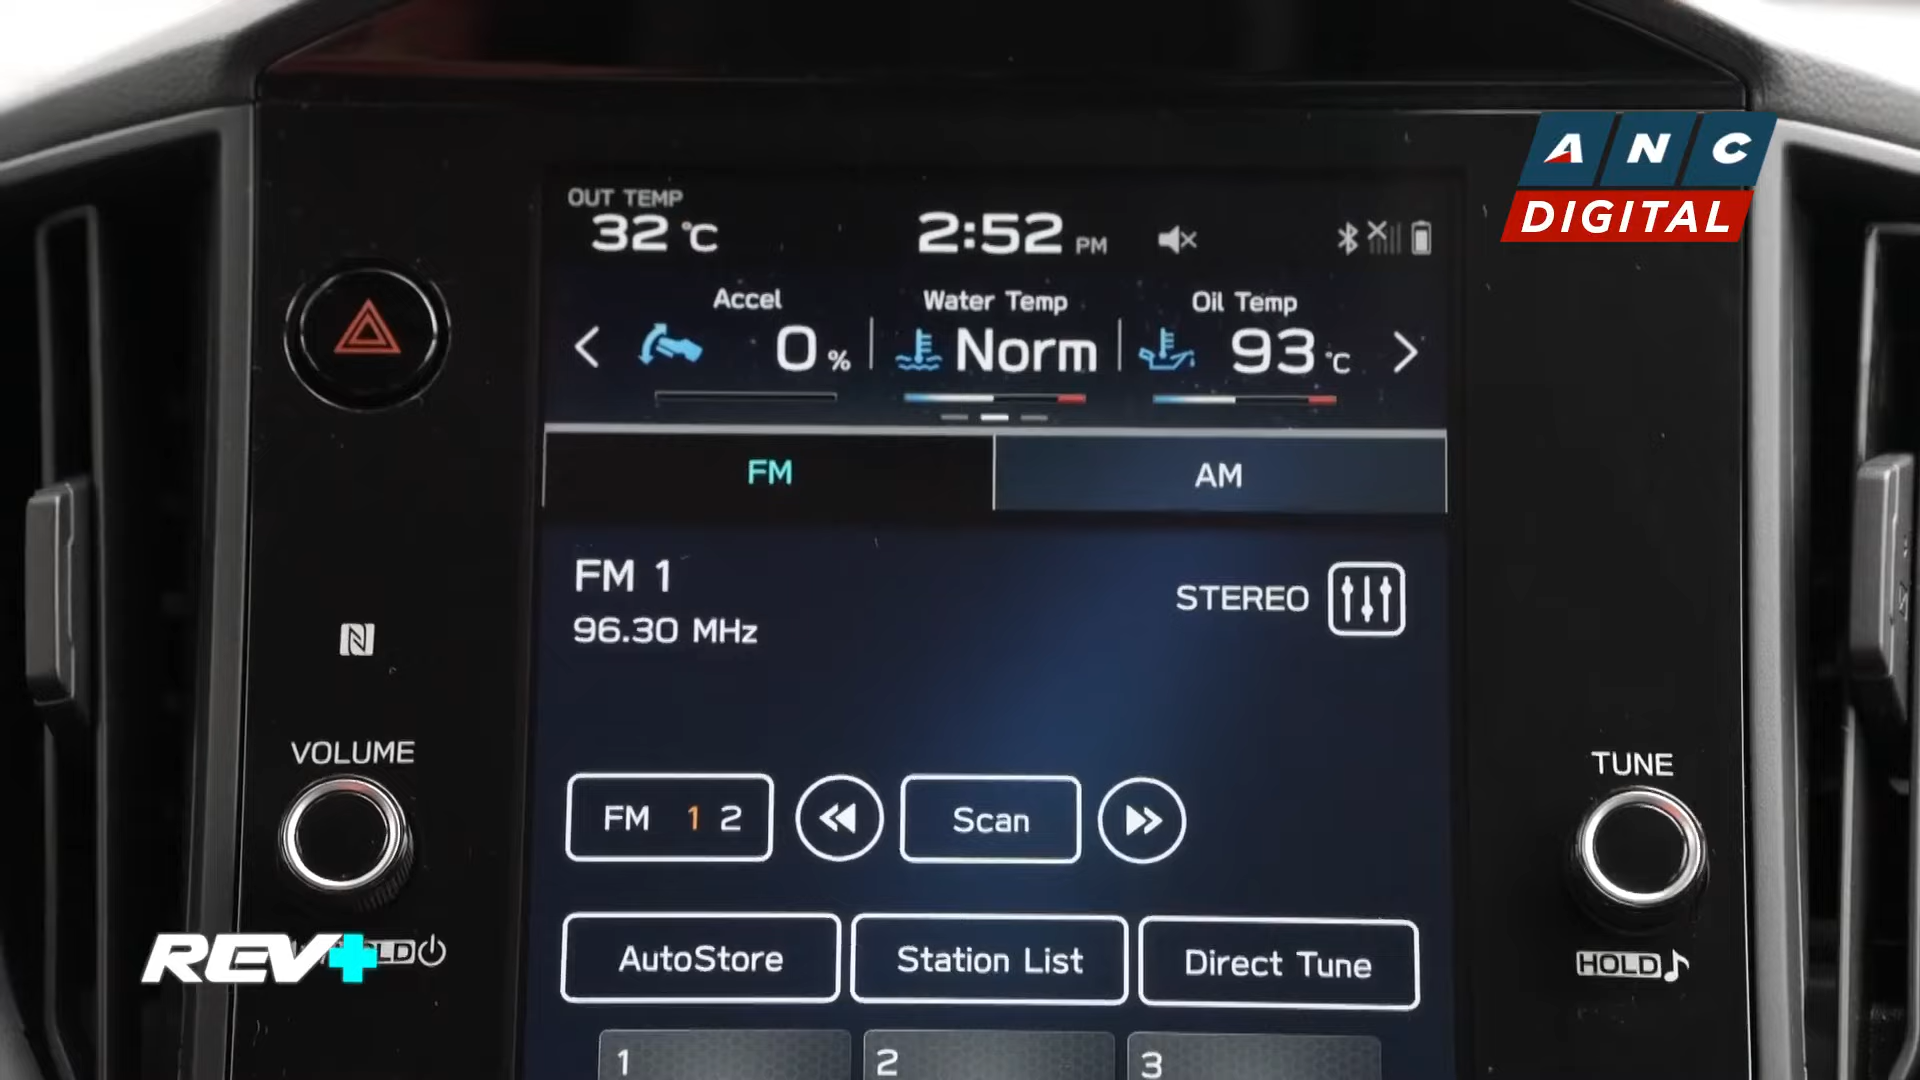 ANC
DIGITAL
OUT TEMP
32 °C
2:52 PM
Accel
0 %
Water Temp
Norm
Oil Temp
93 °C
FM
AM
FM 1
96.30 MHz
STEREO
VOLUME
TUNE
FM 1 2
Scan
AutoStore
Station List
Direct Tune
HOLD
REV+
1
2
3